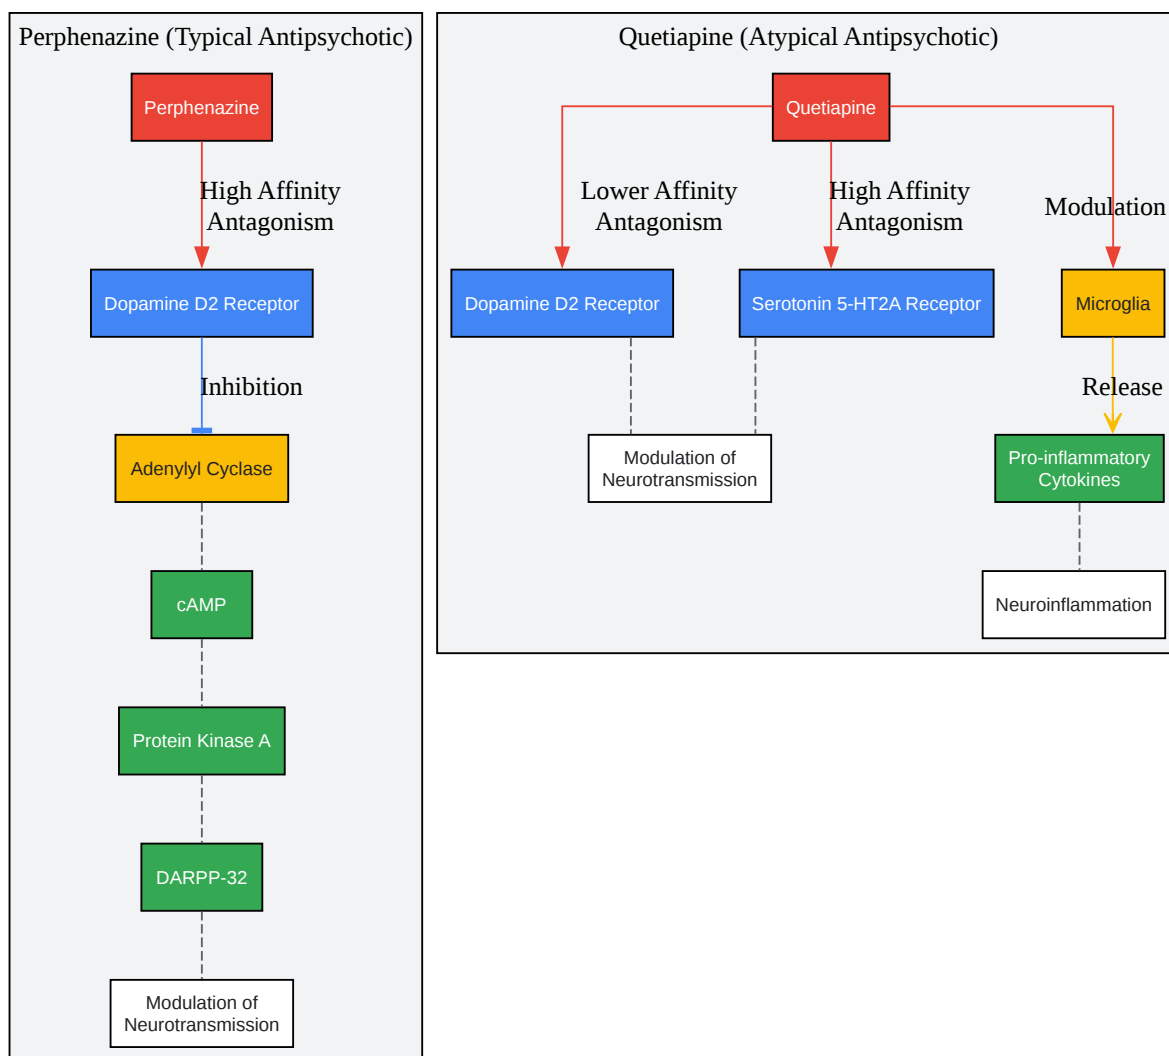 Perphenazine (Typical Antipsychotic)
Perphenazine
High Affinity
Antagonism
Dopamine D2 Receptor
Inhibition
Adenylyl Cyclase
cAMP
Protein Kinase A
DARPP-32
Modulation of
Neurotransmission
Quetiapine (Atypical Antipsychotic)
Quetiapine
Lower Affinity
Antagonism
High Affinity
Antagonism
Modulation
Dopamine D2 Receptor
Serotonin 5-HT2A Receptor
Microglia
Release
Modulation of
Neurotransmission
Pro-inflammatory
Cytokines
Neuroinflammation